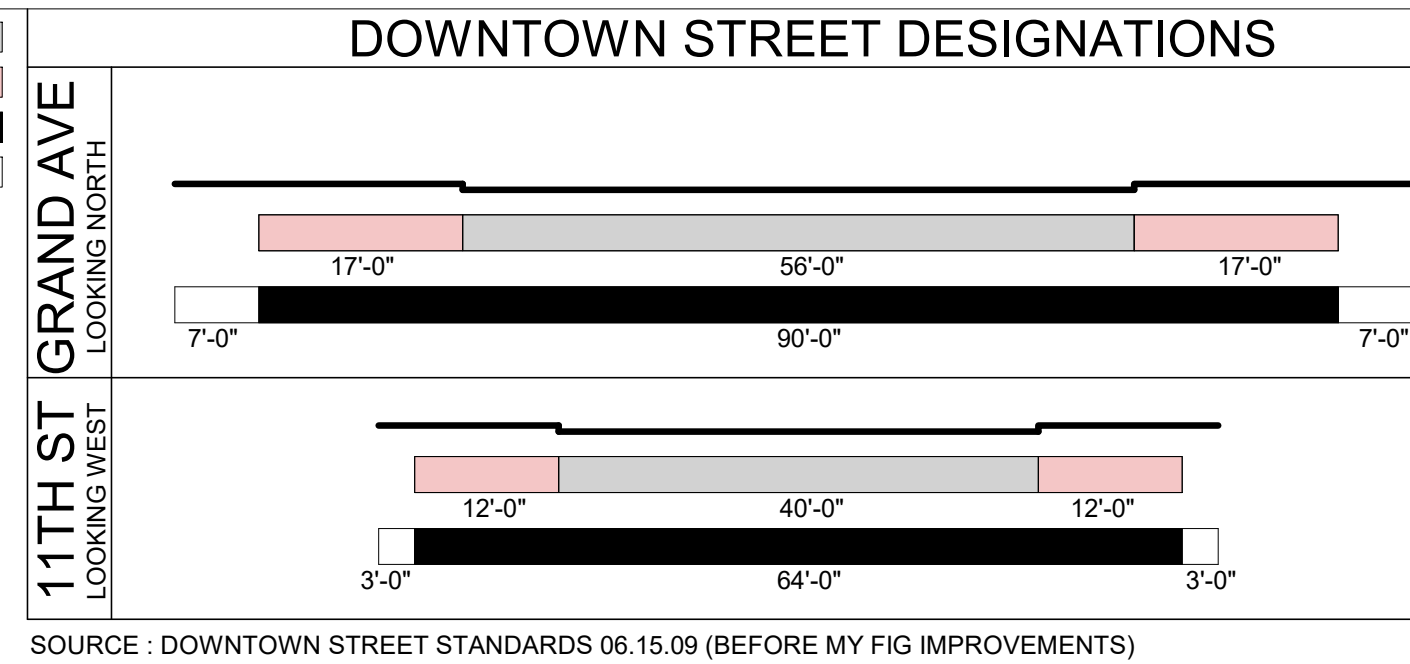 DOWNTOWN STREET DESIGNATIONS
GRAND AVE
LOOKING NORTH
17'-0"
56'-0"
17'-0"
7'-0"
90'-0"
7'-0"
11TH ST
LOOKING WEST
12'-0"
40'-0"
12'-0"
3'-0"
64'-0"
3'-0"
SOURCE : DOWNTOWN STREET STANDARDS 06.15.09 (BEFORE MY FIG IMPROVEMENTS)